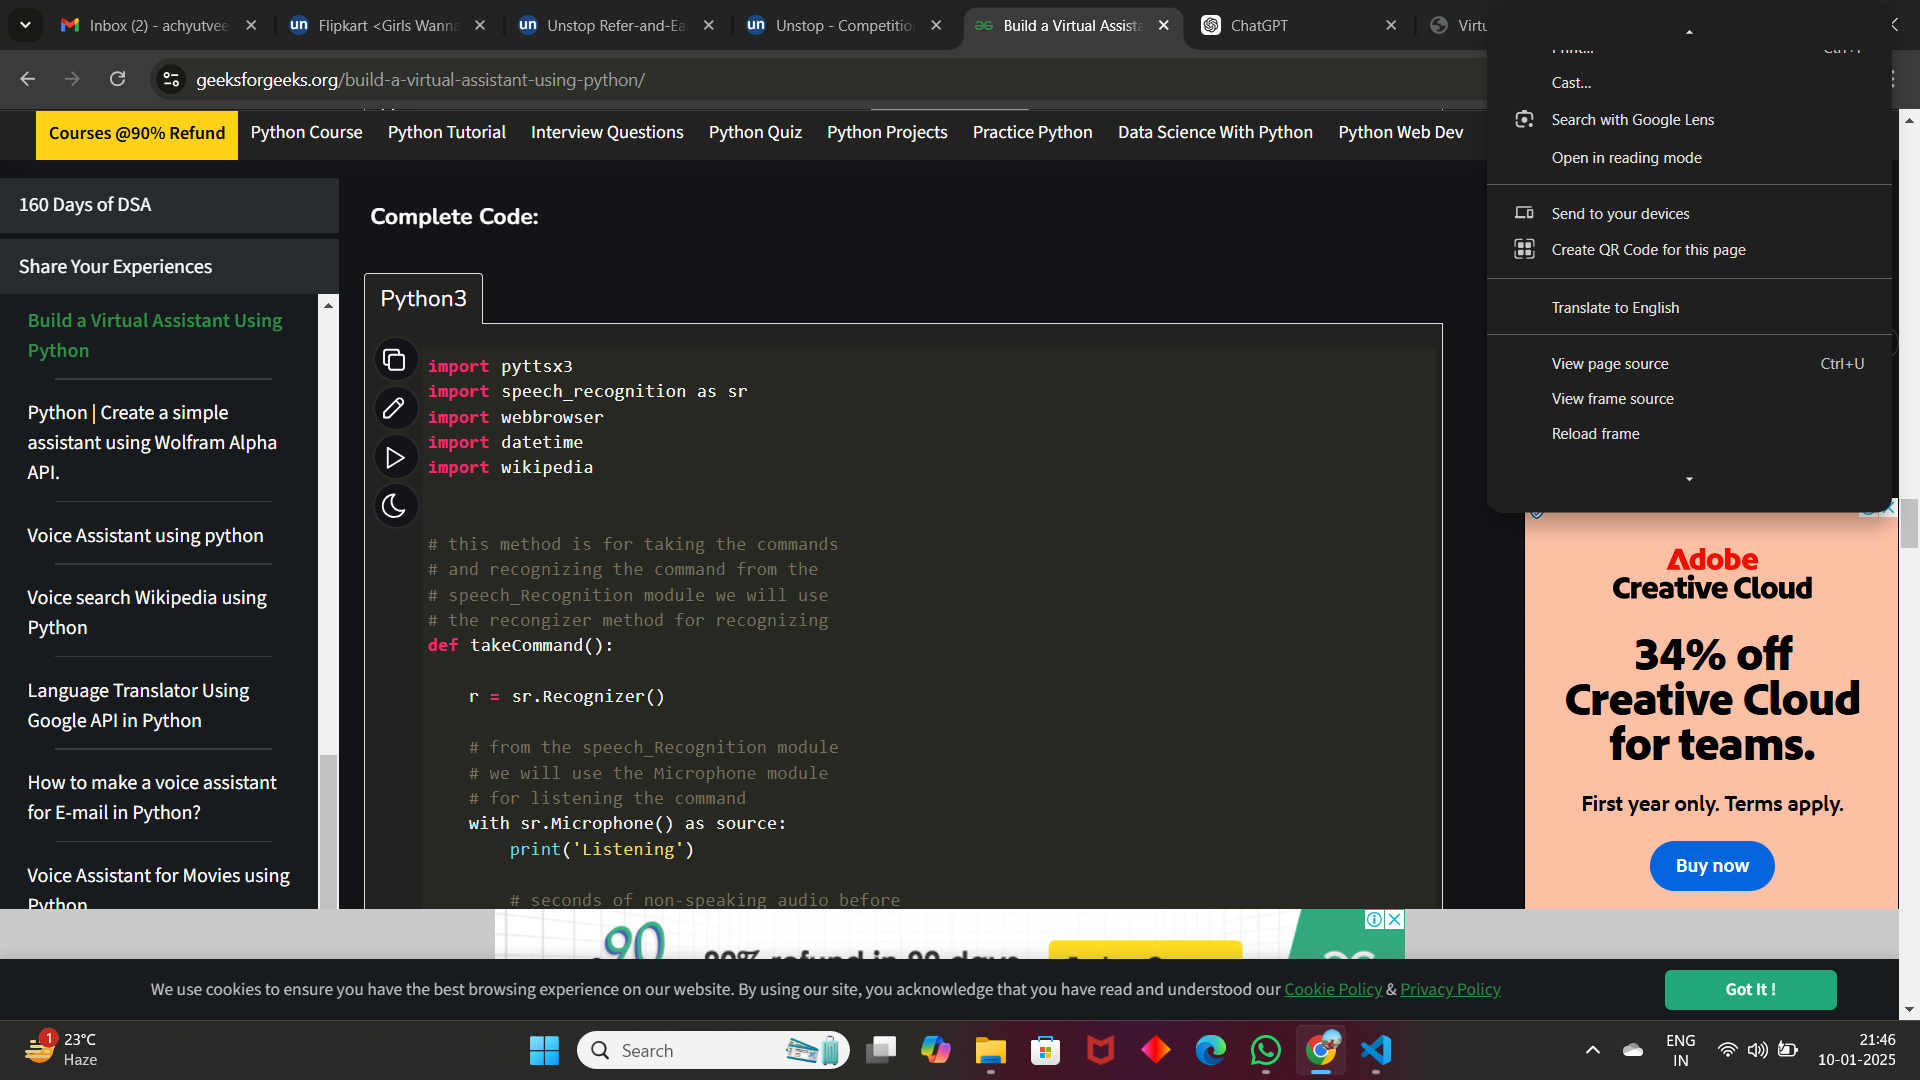 Inbox (2) - achyutvee
Flipkart <Girls Wanna
Unstop Refer-and-Ea
Unstop - Competitio
Build a Virtual Assista
ChatGPT
Virtu
geeksforgeeks.org/build-a-virtual-assistant-using-python/
Courses @90% Refund
Python Course
Python Tutorial
Interview Questions
Python Quiz
Python Projects
Practice Python
Data Science With Python
Python Web Dev
Cast...
Search with Google Lens
Open in reading mode
Send to your devices
Create QR Code for this page
Translate to English
View page source Ctrl+U
View frame source
Reload frame
160 Days of DSA
Share Your Experiences
Build a Virtual Assistant Using
Python
Python | Create a simple
assistant using Wolfram Alpha
API.
Voice Assistant using python
Voice search Wikipedia using
Python
Language Translator Using
Google API in Python
How to make a voice assistant
for E-mail in Python?
Voice Assistant for Movies using
Python
Complete Code:
Python3
import pyttsx3
import speech_recognition as sr
import webbrowser
import datetime
import wikipedia
# this method is for taking the commands
# and recognizing the command from the
# speech_Recognition module we will use
# the recongizer method for recognizing
def takeCommand():
r = sr.Recognizer()
# from the speech_Recognition module
# we will use the Microphone module
# for listening the command
with sr.Microphone() as source:
print('Listening')
# seconds of non-speaking audio before
Adobe
Creative Cloud
34% off
Creative Cloud
for teams.
First year only. Terms apply.
Buy now
90
90% refund in 90 days
We use cookies to ensure you have the best browsing experience on our website. By using our site, you acknowledge that you have read and understood our Cookie Policy & Privacy Policy
Got It !
1
23°C
Haze
Search
ENG
IN
21:46
10-01-2025